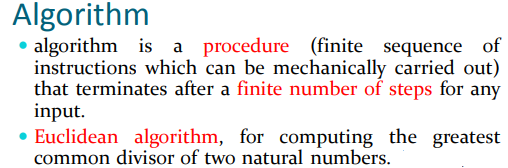 Algorithm
• algorithm is a procedure (finite sequence of
instructions which can be mechanically carried out)
that terminates after a finite number of steps for any
input.
• Euclidean algorithm, for computing the greatest
common divisor of two natural numbers.